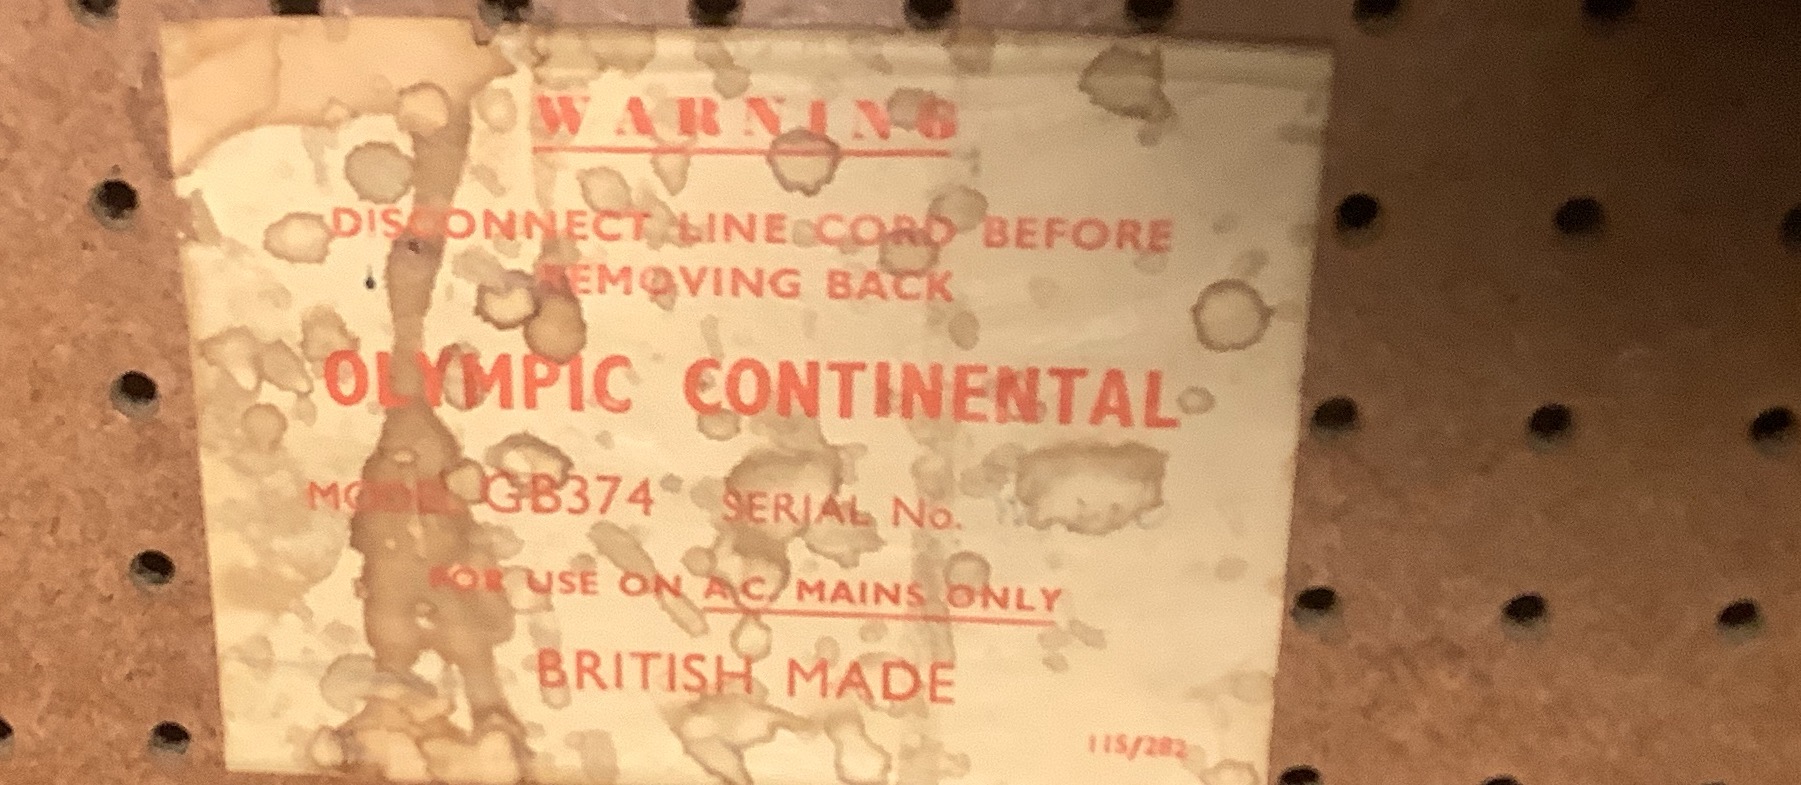 WARNING
DISCONNECT LINE CORD BEFORE
REMOVING BACK
OLYMPIC CONTINENTAL
MODEL GB374 SERIAL No.
FOR USE ON A.C. MAINS ONLY
BRITISH MADE
115/282